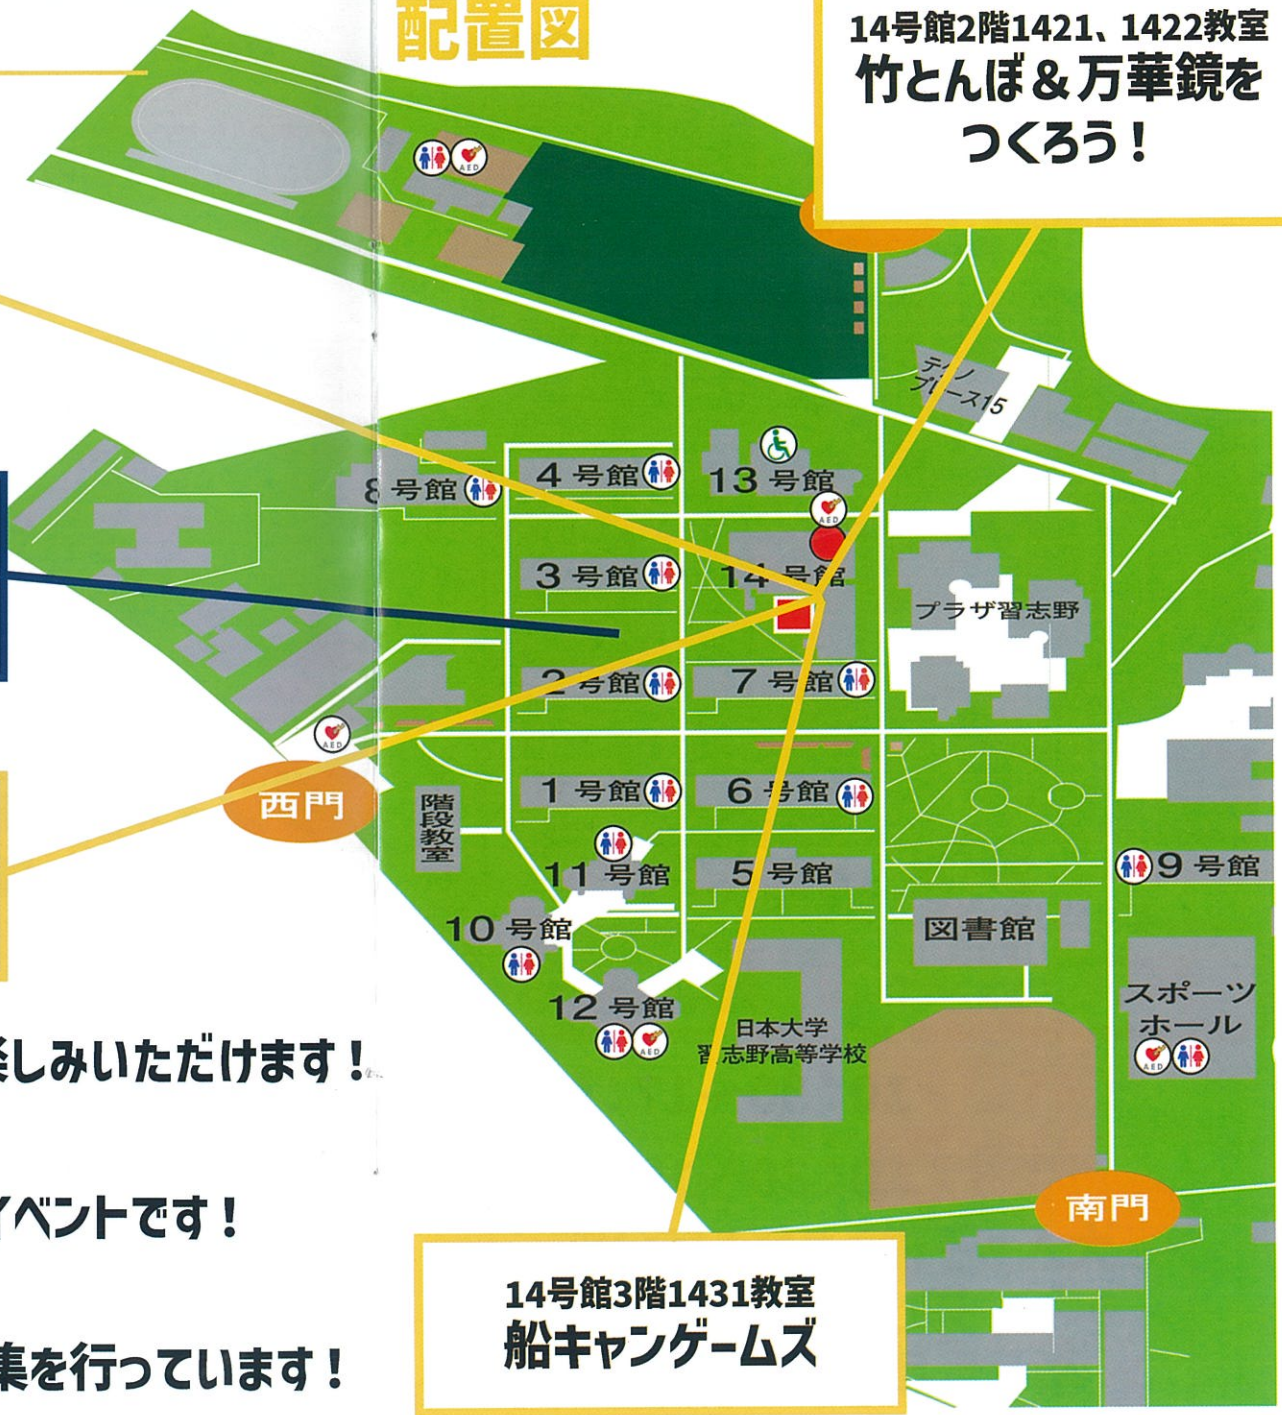 配置図
14号館2階1421、1422教室
竹とんぼ＆万華鏡を
つくろう！
AED
テクノ
プレース15
8号館
4号館
13号館
AED
3号館
14号館
プラザ習志野
2号館
7号館
AED
西門
階段教室
1号館
6号館
11号館
5号館
9号館
10号館
図書館
12号館
AED
日本大学
習志野高等学校
スポーツ
ホール
AED
しみいただけます！
ベントです！
集を行っています！
南門
14号館3階1431教室
船キャンゲームズ